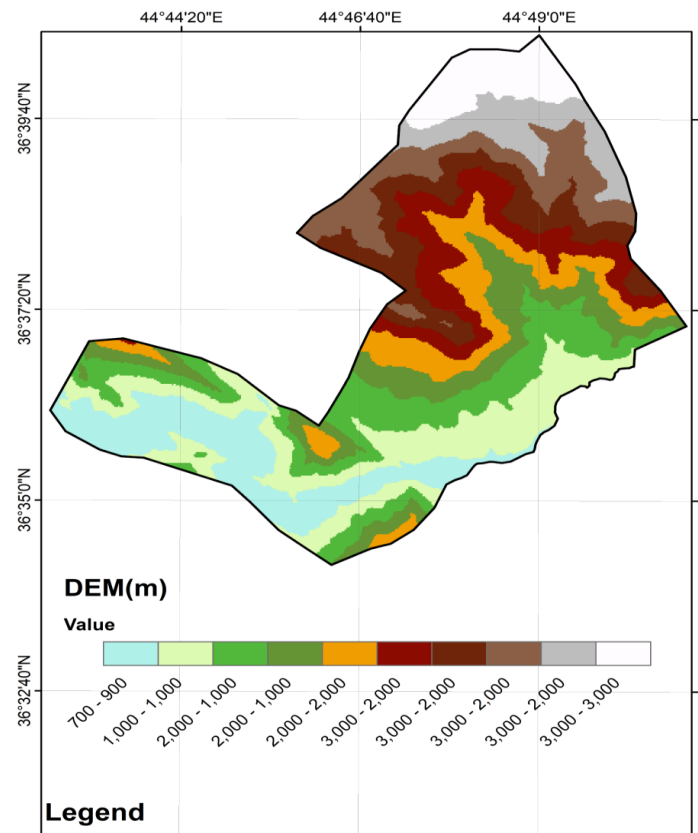 44°44'20"E 44°46'40"E 44°49'0"E
36°39'40"N
36°37'20"N
36°35'0"N
36°32'40"N
DEM(m)
Value
700 - 900
1,000 - 1,000
2,000 - 1,000
2,000 - 1,000
2,000 - 2,000
3,000 - 2,000
3,000 - 2,000
3,000 - 2,000
3,000 - 2,000
3,000 - 3,000
Legend